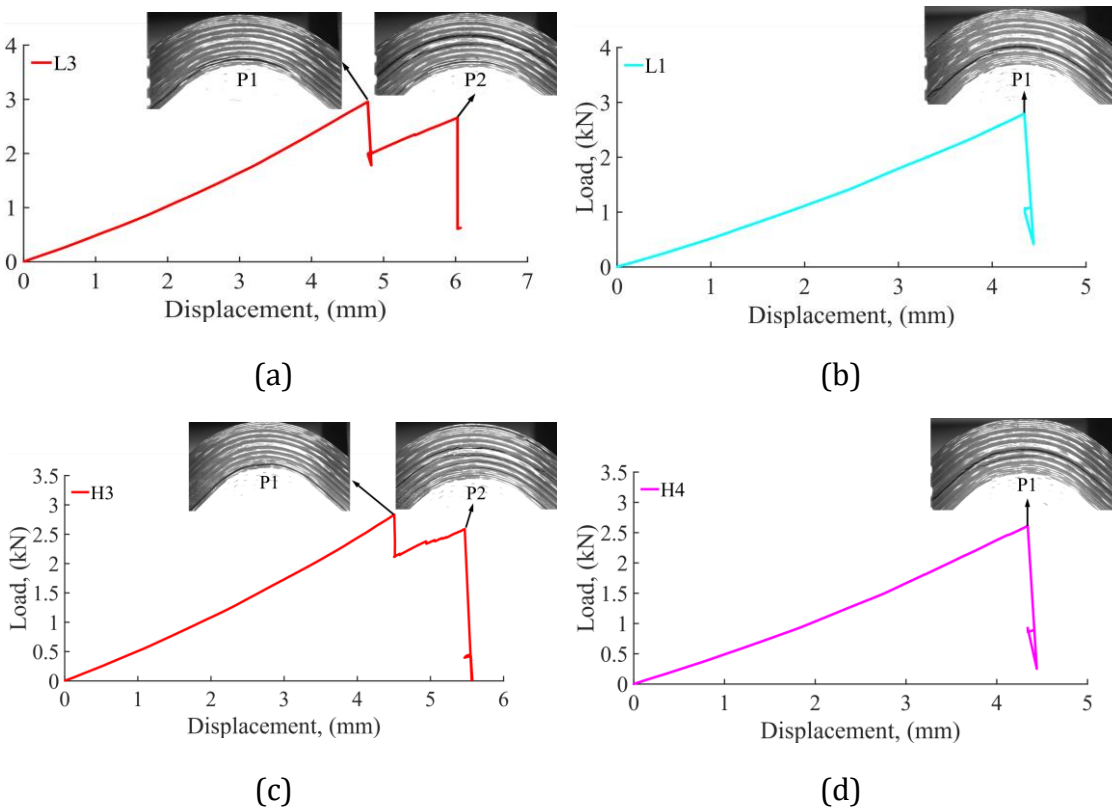 L3
P1
P2
4
3
2
1
0
0 1 2 3 4 5 6 7
Displacement, (mm)
(a)
L1
P1
Load, (kN)
4
3
2
1
0
0 1 2 3 4 5
Displacement, (mm)
(b)
H3
P1
P2
Load, (kN)
3.5
3
2.5
2
1.5
1
0.5
0
0 1 2 3 4 5 6
Displacement, (mm)
(c)
H4
P1
Load, (kN)
3.5
3
2.5
2
1.5
1
0.5
0
0 1 2 3 4 5
Displacement, (mm)
(d)